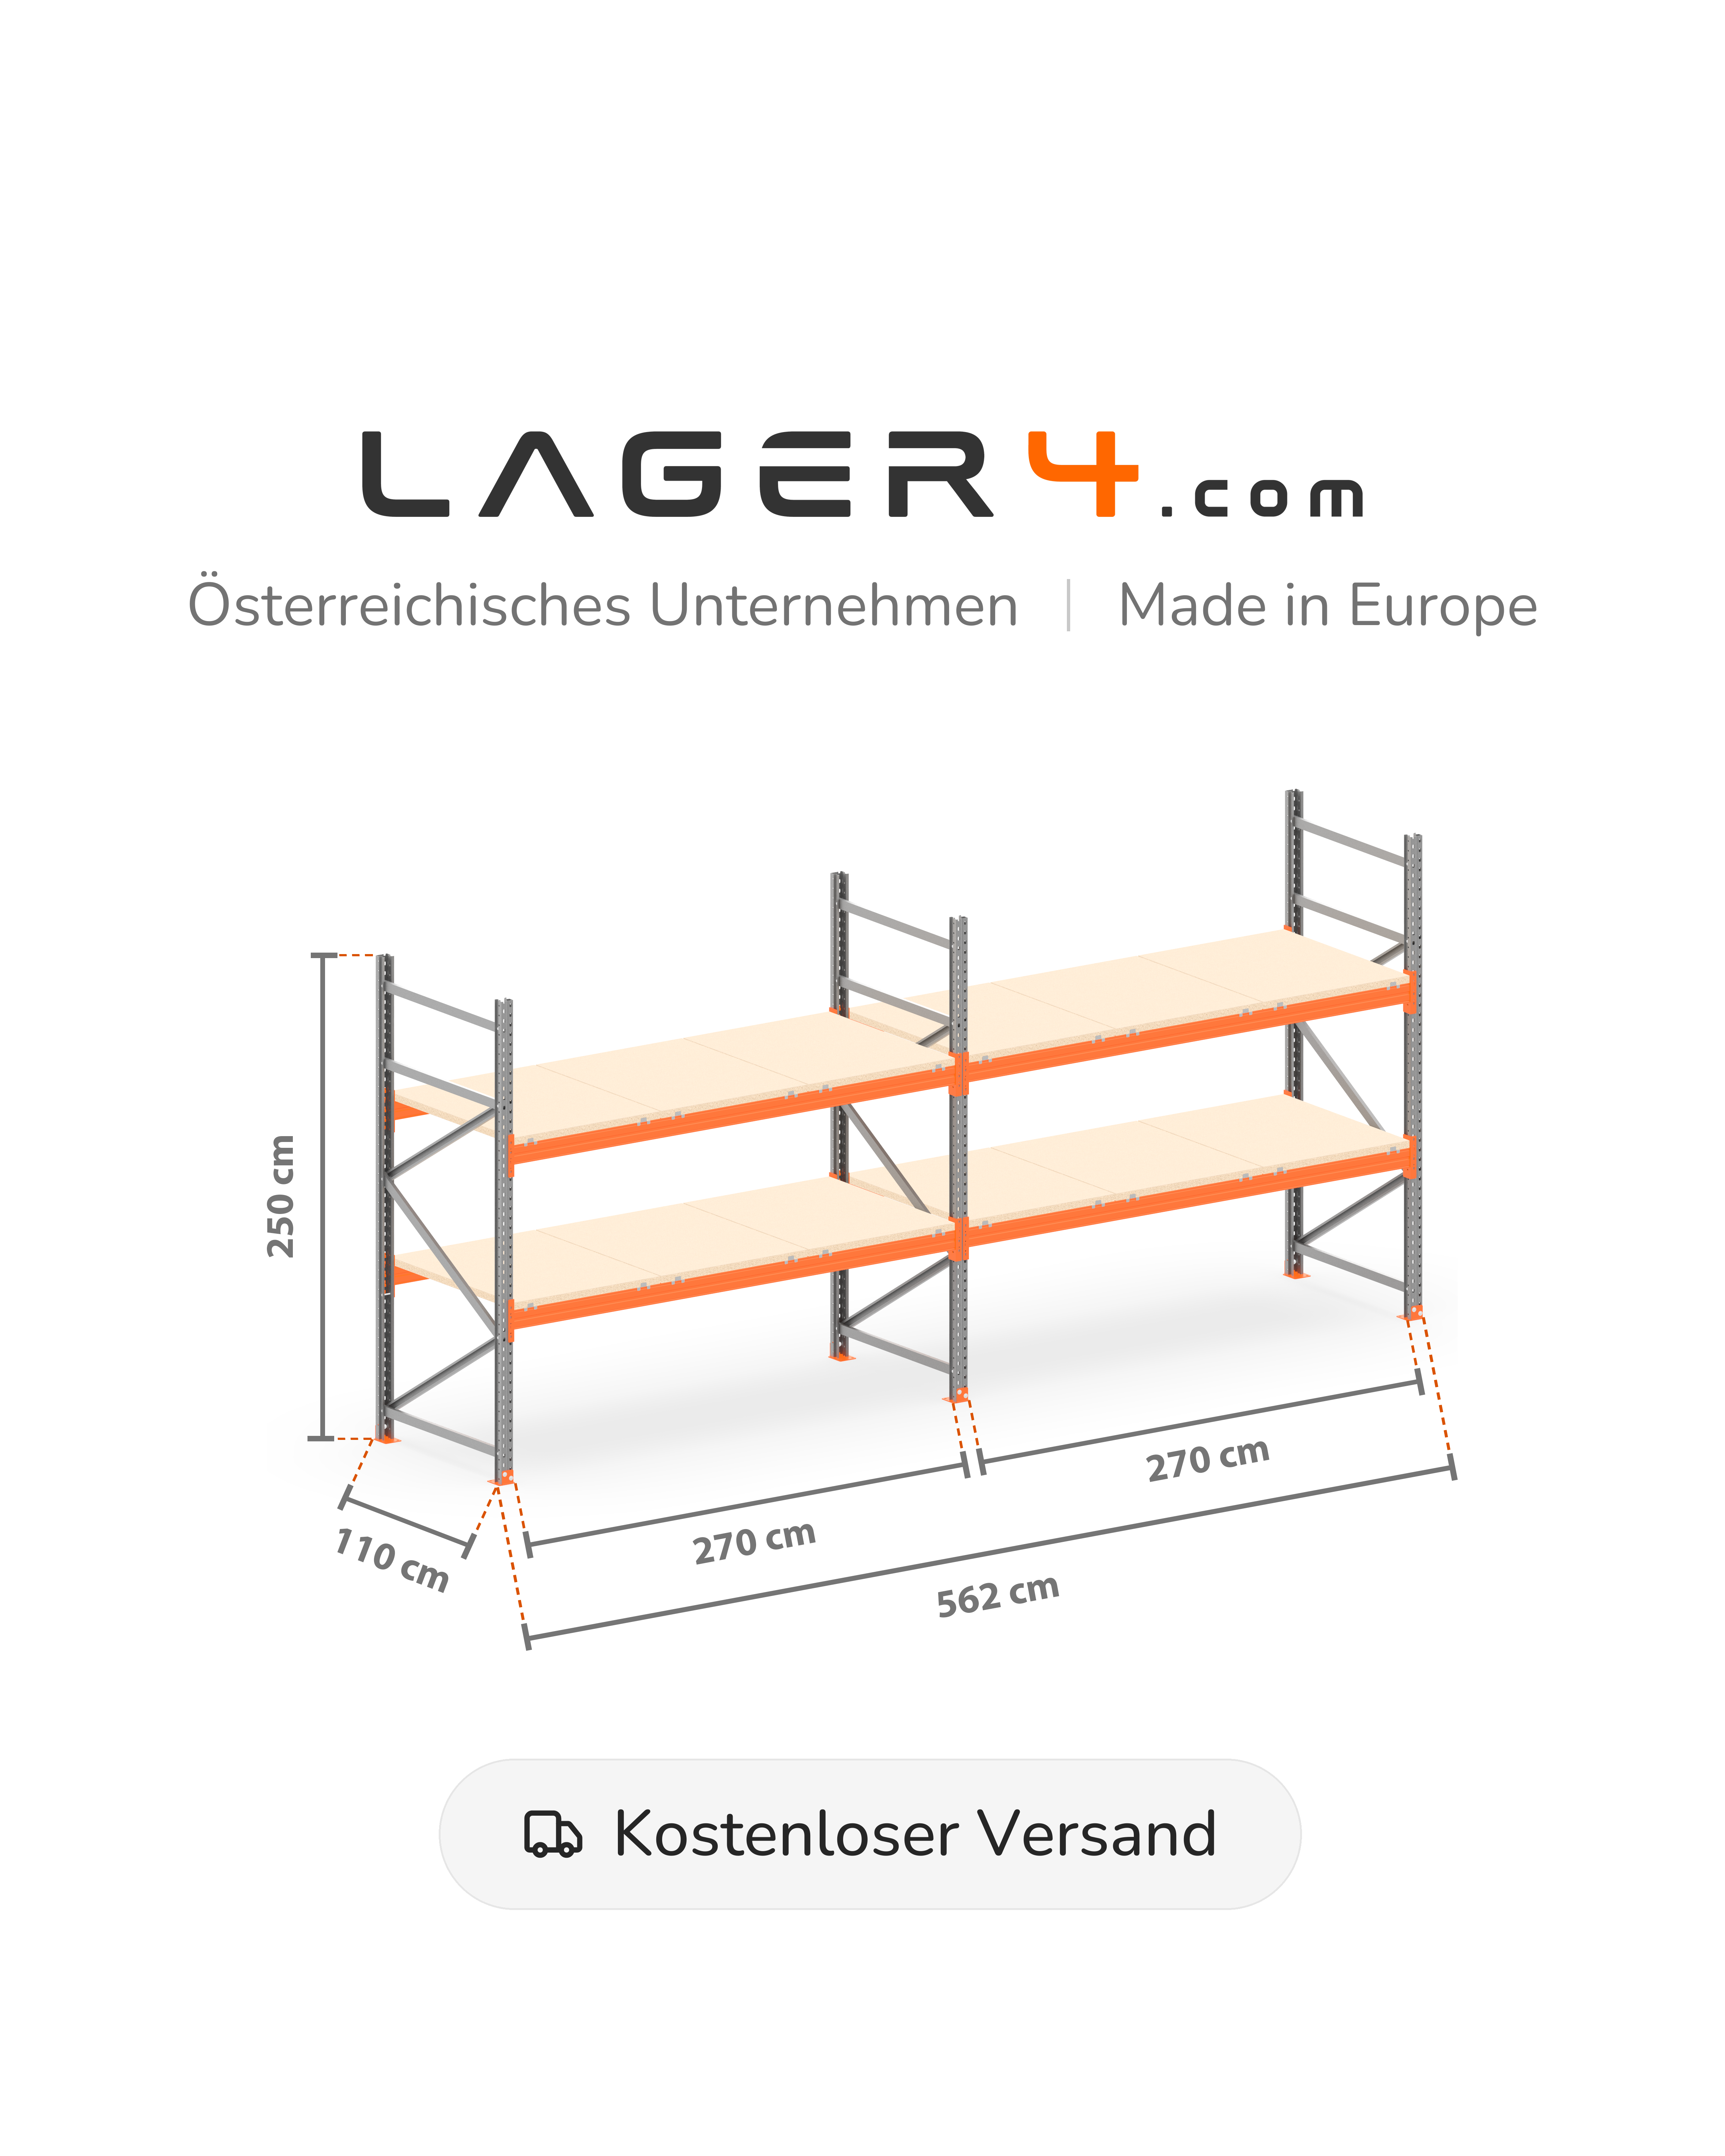 LAGER4.com
Österreichisches Unternehmen | Made in Europe
250 cm
110 cm
270 cm
270 cm
562 cm
Kostenloser Versand